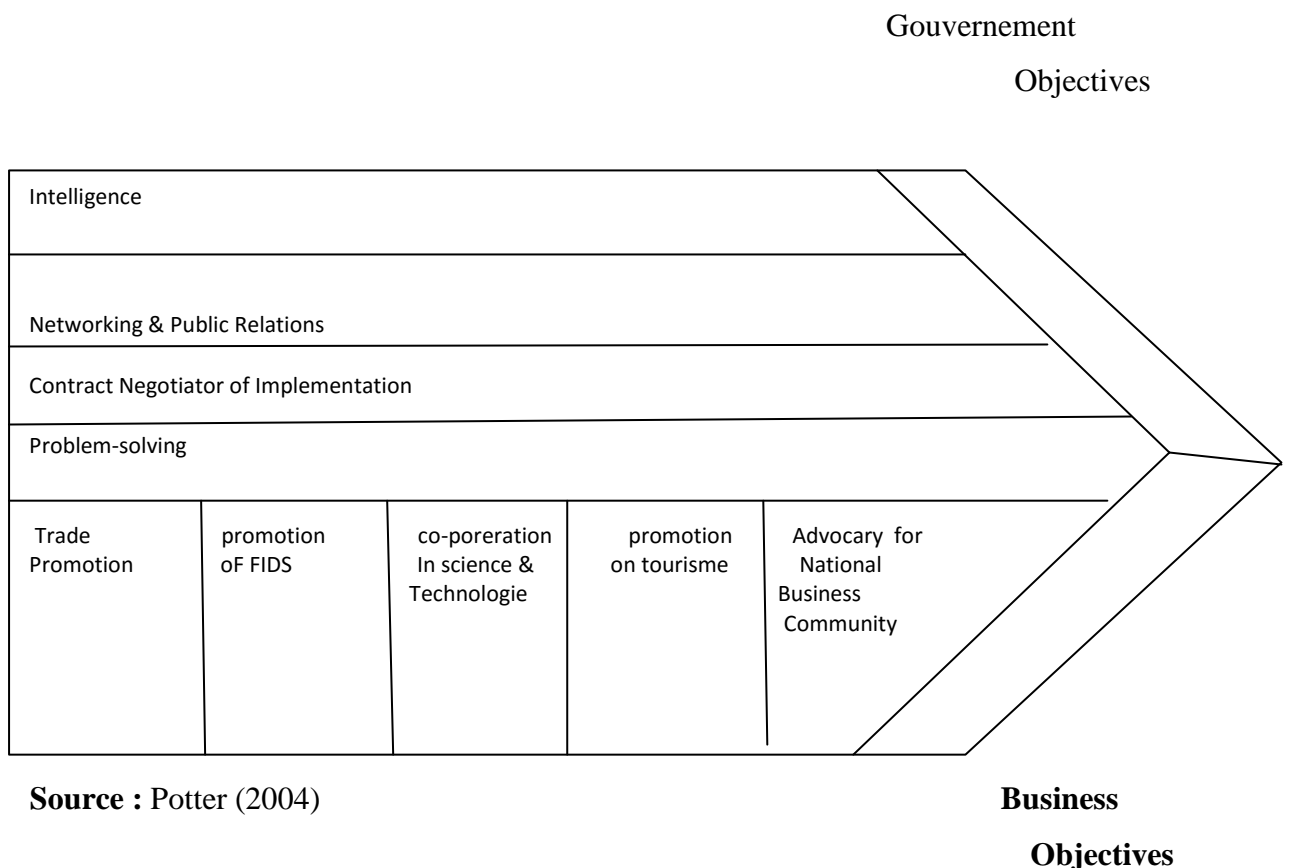 Gouvernement
Objectives
Intelligence
Networking & Public Relations
Contract Negotiator of Implementation
Problem-solving
Trade
Promotion
promotion
oF FIDS
co-poreration
In science &
Technologie
promotion
on tourisme
Advocary for
National
Business
Community
Source : Potter (2004)
Business
Objectives